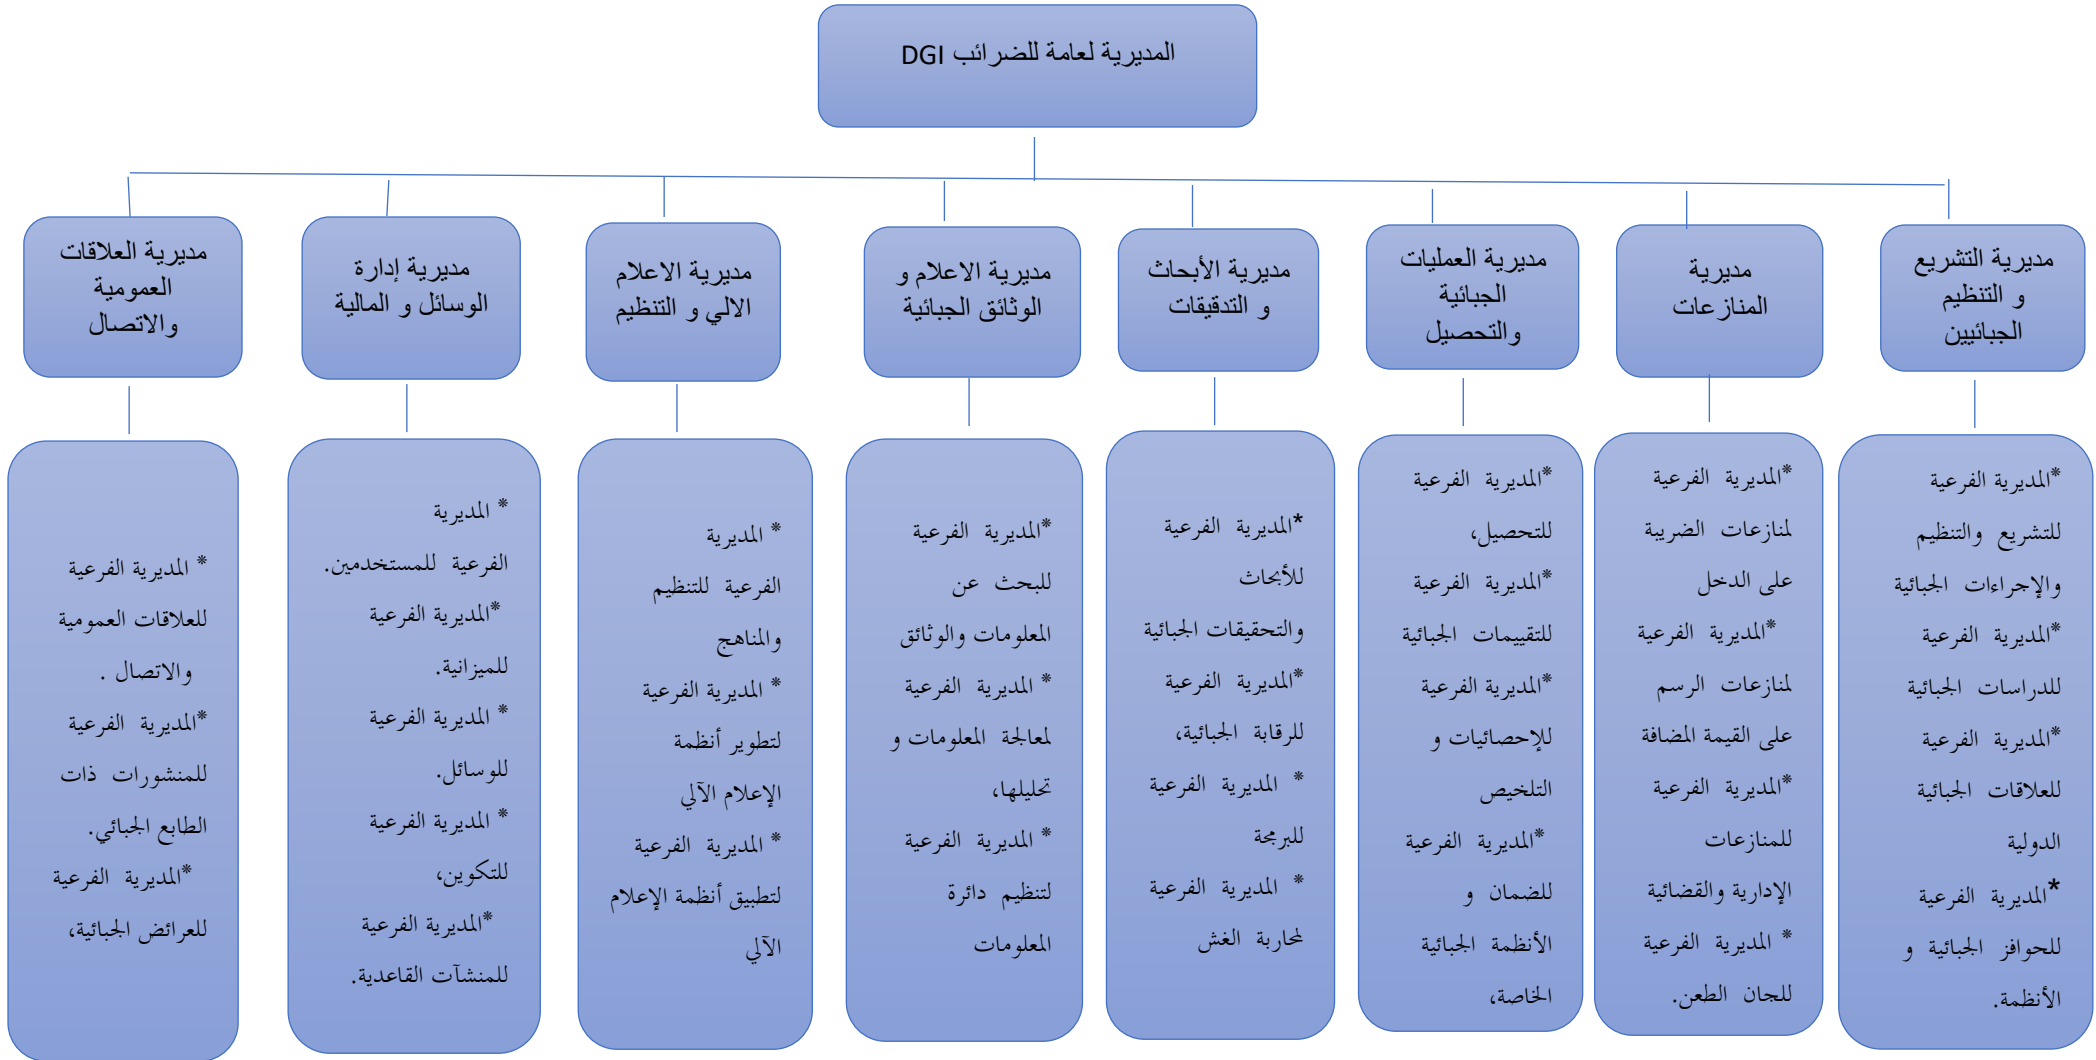 المديرية لعامة للضرائب DGI
مديرية التشريع
و التنظيم
الجبائيين
مديرية
المنازعات
مديرية العمليات
الجبائية
والتحصيل
مديرية الأبحاث
و التدقيقات
مديرية الاعلام و
الوثائق الجبائية
مديرية الاعلام
الالي و التنظيم
مديرية إدارة
الوسائل و المالية
مديرية العلاقات
العمومية
والاتصال
*المديرية الفرعية
للتشريع والتنظيم
والإجراءات الجبائية
*المديرية الفرعية
للدراسات الجبائية
*المديرية الفرعية
للعلاقات الجبائية
الدولية
*المديرية الفرعية
للحوافز الجبائية و
الأنظمة.
*المديرية الفرعية
لمنازعات الضريبة
على الدخل
*المديرية الفرعية
لمنازعات الرسم
على القيمة المضافة
*المديرية الفرعية
للمنازعات
الإدارية والقضائية
* المديرية الفرعية
للجان الطعن.
*المديرية الفرعية
للتحصيل،
*المديرية الفرعية
للتقييمات الجبائية
*المديرية الفرعية
للإحصائيات و
التلخيص
*المديرية الفرعية
للضمان و
الأنظمة الجبائية
الخاصة،
*المديرية الفرعية
للأبحاث
والتحقيقات الجبائية
*المديرية الفرعية
للرقابة الجبائية،
* المديرية الفرعية
للبرمجة
* المديرية الفرعية
لمحاربة الغش
*المديرية الفرعية
للبحث عن
المعلومات والوثائق
* المديرية الفرعية
لمعالجة المعلومات و
تحليلها،
* المديرية الفرعية
لتنظيم دائرة
المعلومات
* المديرية
الفرعية للتنظيم
والمناهج
* المديرية الفرعية
لتطوير أنظمة
الإعلام الآلي
* المديرية الفرعية
لتطبيق أنظمة الإعلام
الآلي
* المديرية
الفرعية للمستخدمين.
*المديرية الفرعية
للميزانية.
* المديرية الفرعية
للوسائل.
* المديرية الفرعية
للتكوين،
*المديرية الفرعية
للمنشآت القاعدية.
* المديرية الفرعية
للعلاقات العمومية
والاتصال .
*المديرية الفرعية
للمنشورات ذات
الطابع الجبائي.
*المديرية الفرعية
للعرائض الجبائية،